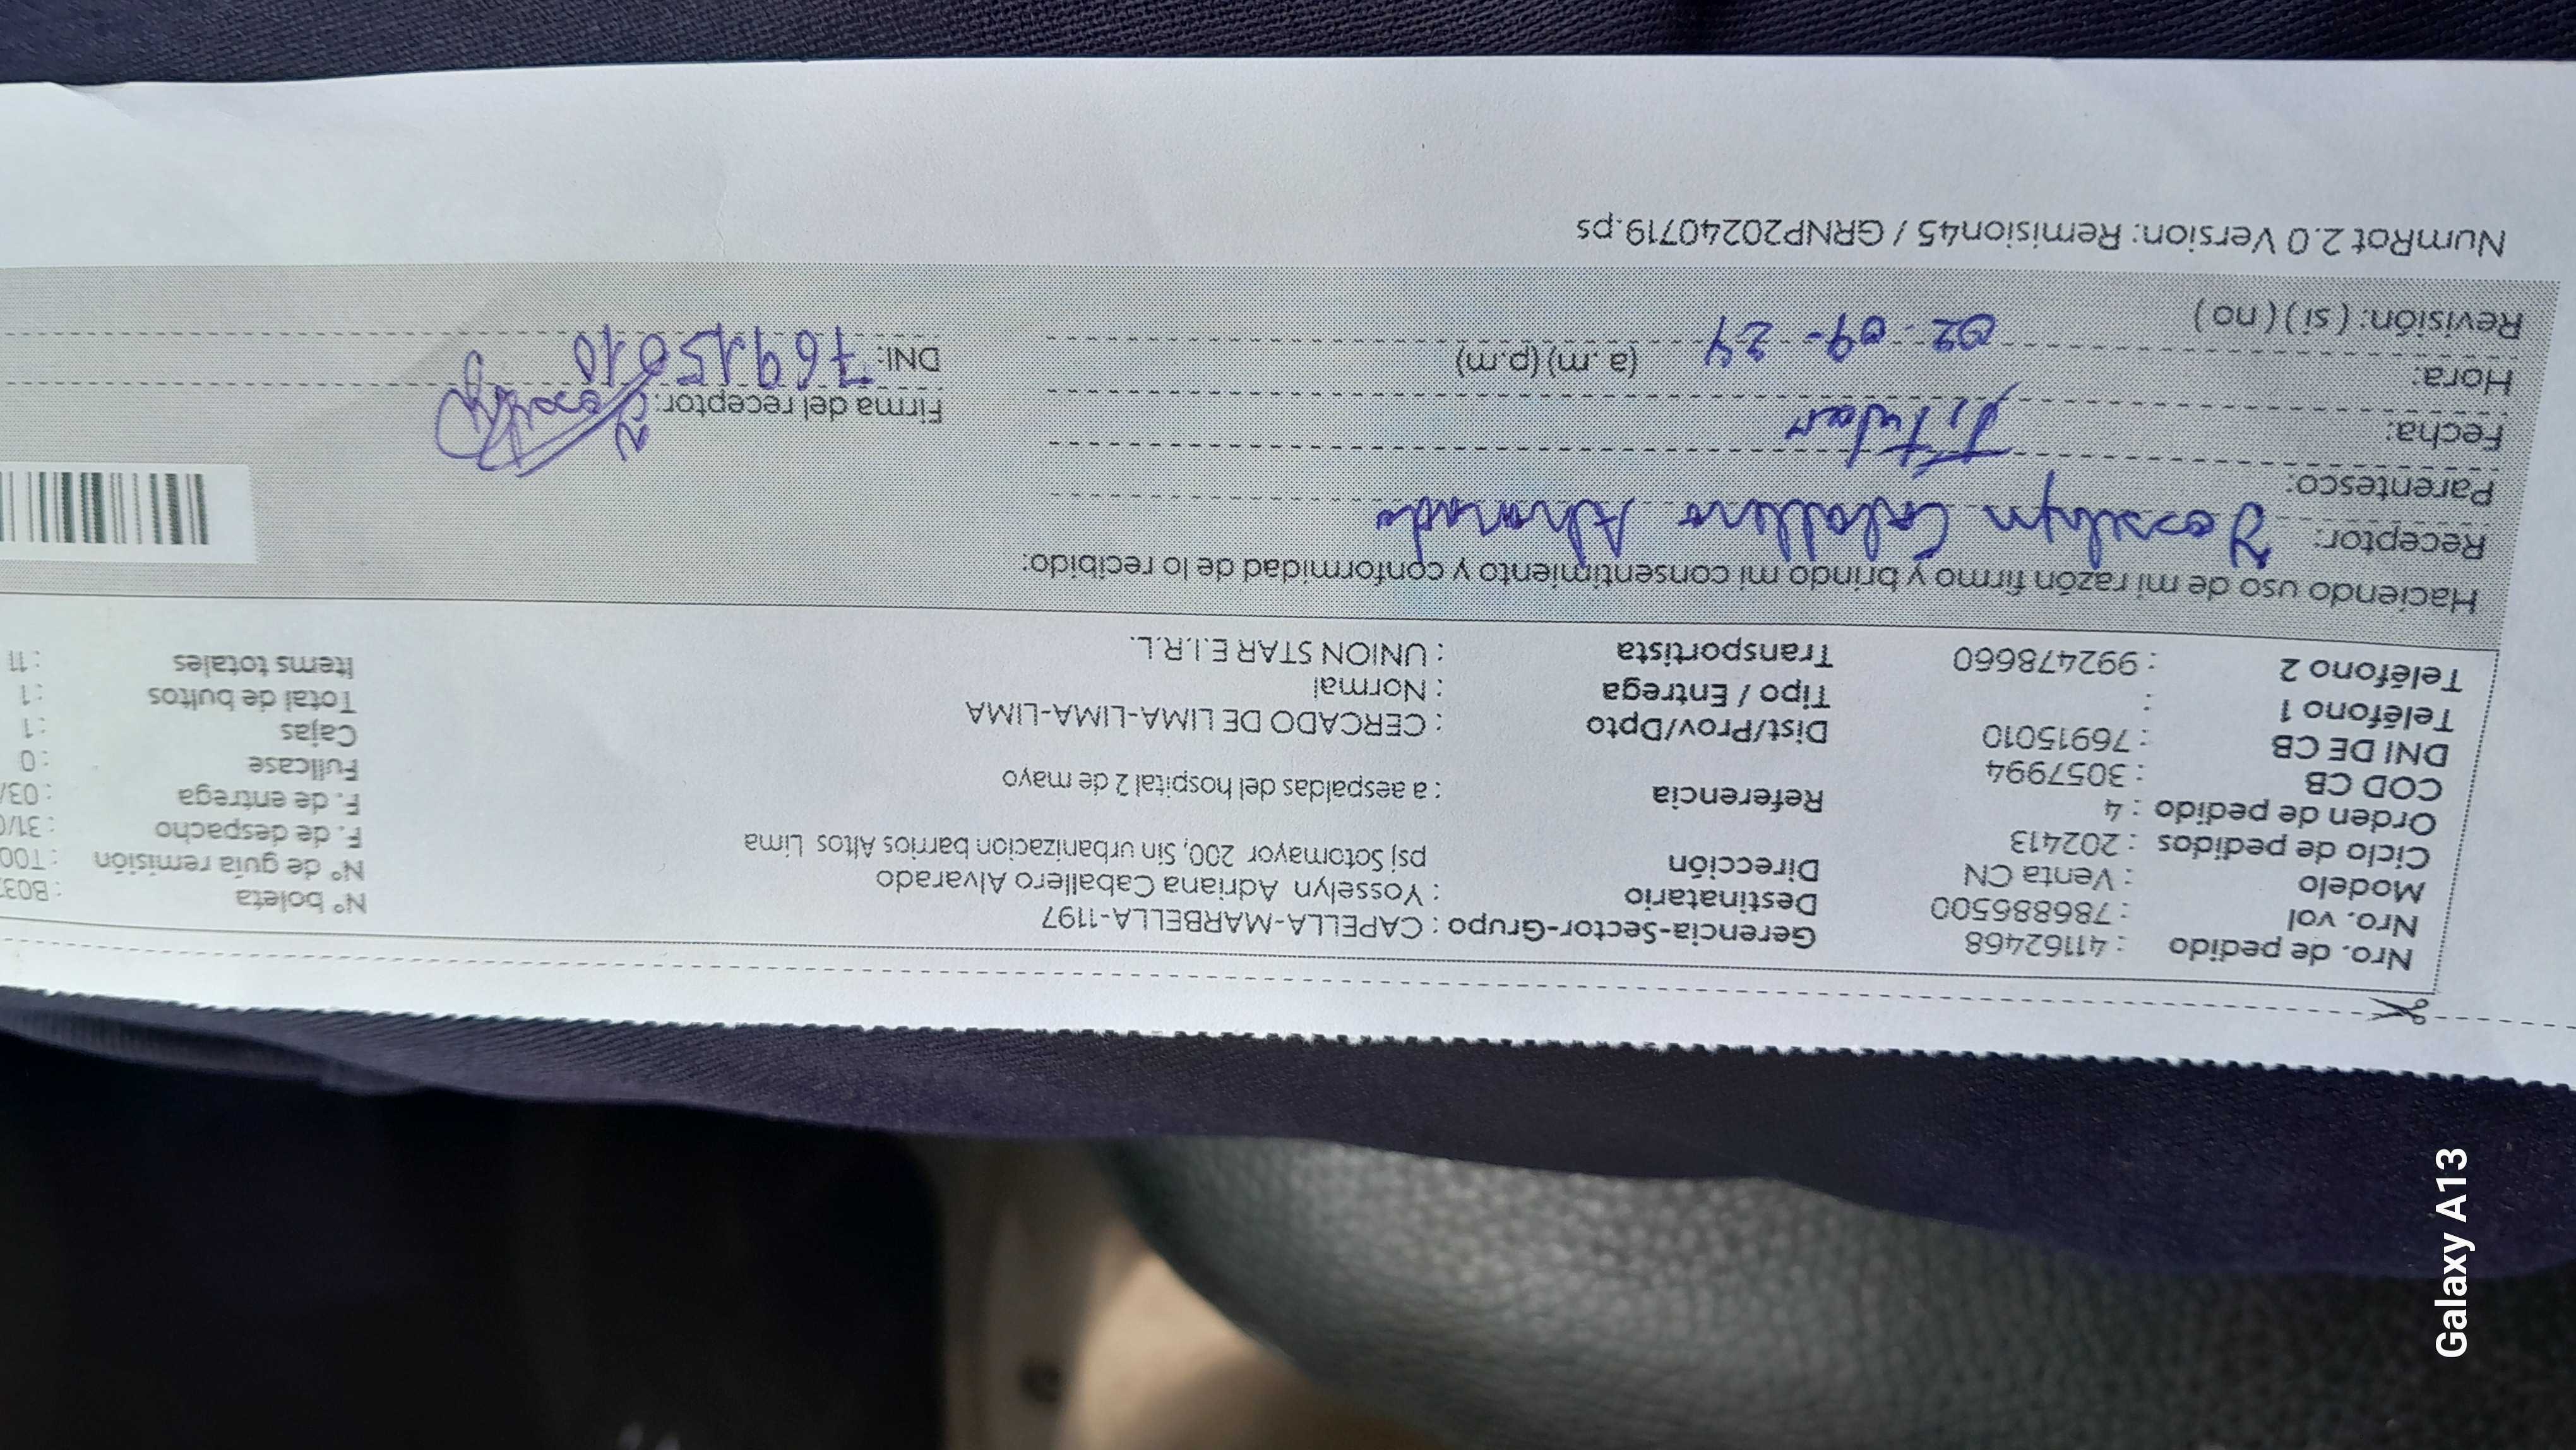 Nro. de pedido : 41162468
Nro. vol : 786886500
Modelo : Venta CN
Ciclo de pedidos : 202413
Orden de pedido : 4
COD CB : 3057994
DNI DE CB : 76915010
Teléfono 1 :
Teléfono 2 : 992478660
Gerencia-Sector-Grupo : CAPELLA-MARBELLA-1197
Destinatario : Yosselyn Adriana Caballero Alvarado
Dirección psj Sotomayor 200, Sin urbanizacion barrios Altos Lima
Referencia : a aespaldas del hospital 2 de mayo
Dist/Prov/Dpto : CERCADO DE LIMA-LIMA-LIMA
Tipo / Entrega : Normal
Transportista : UNION STAR E.I.R.L.
Nº boleta : B03
Nº de guía remisión : T00
F. de despacho : 31/0
F. de entrega : 03/
Fullcase : 0
Cajas : 1
Total de bultos : 1
Items totales : 11
Haciendo uso de mi razón firmo y brindo mi consentimiento y conformidad de lo recibido:
Receptor: Yosselyn Caballero Alvarado
Parentesco: Titular
Fecha:
Hora: 02-09-24 (a.m) (p.m)
Revisión: ( si ) ( no )
Firma del receptor:
DNI: 76915010
NumRot 2.0 Version: Remision45 / GRNP20240719.ps
Galaxy A13